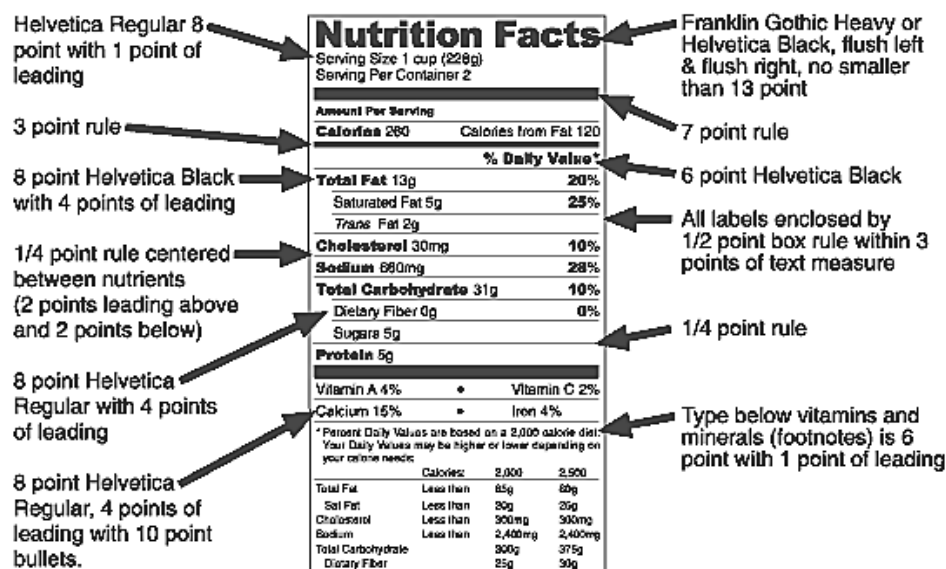 Helvetica Regular 8
point with 1 point of
leading
3 point rule
8 point Helvetica Black
with 4 points of leading
1/4 point rule centered
between nutrients
(2 points leading above
and 2 points below)
8 point Helvetica
Regular with 4 points
of leading
8 point Helvetica
Regular, 4 points of
leading with 10 point
bullets.
Nutrition Facts
Serving Size 1 cup (228g)
Serving Per Container 2
Amount Per Serving
Calories 260 Calories from Fat 120
% Daily Value*
Total Fat 13g 20%
Saturated Fat 5g 25%
Trans Fat 2g
Cholesterol 30mg 10%
Sodium 660mg 28%
Total Carbohydrate 31g 10%
Dietary Fiber 0g 0%
Sugars 5g
Protein 5g
Vitamin A 4% • Vitamin C 2%
Calcium 15% • Iron 4%
* Percent Daily Values are based on a 2,000 calorie diet.
Your Daily Values may be higher or lower depending on
your calorie needs:
Calories: 2,000 2,500
Total Fat Less than 65g 80g
Sat Fat Less than 20g 25g
Cholesterol Less than 300mg 300mg
Sodium Less than 2,400mg 2,400mg
Total Carbohydrate 300g 375g
Dietary Fiber 25g 30g
Franklin Gothic Heavy or
Helvetica Black, flush left
& flush right, no smaller
than 13 point
7 point rule
6 point Helvetica Black
All labels enclosed by
1/2 point box rule within 3
points of text measure
1/4 point rule
Type below vitamins and
minerals (footnotes) is 6
point with 1 point of leading